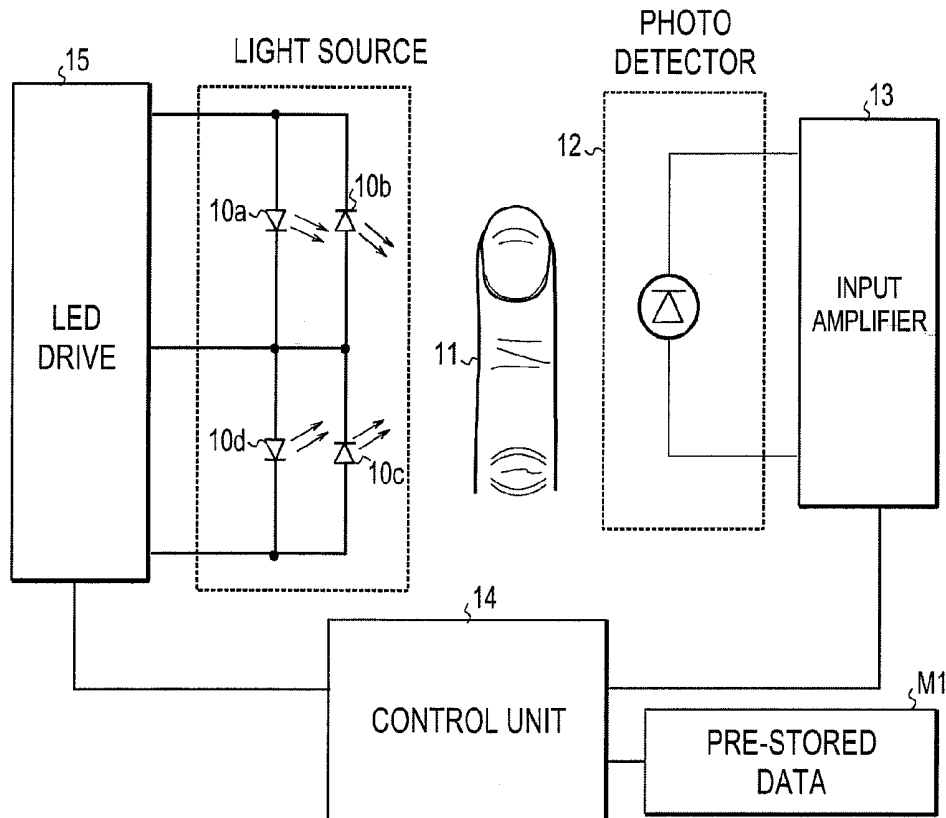 LIGHT SOURCE
PHOTO
DETECTOR
15
13
12
10a
10b
11
LED
DRIVE
INPUT
AMPLIFIER
10d
10c
14
M1
CONTROL UNIT
PRE-STORED
DATA